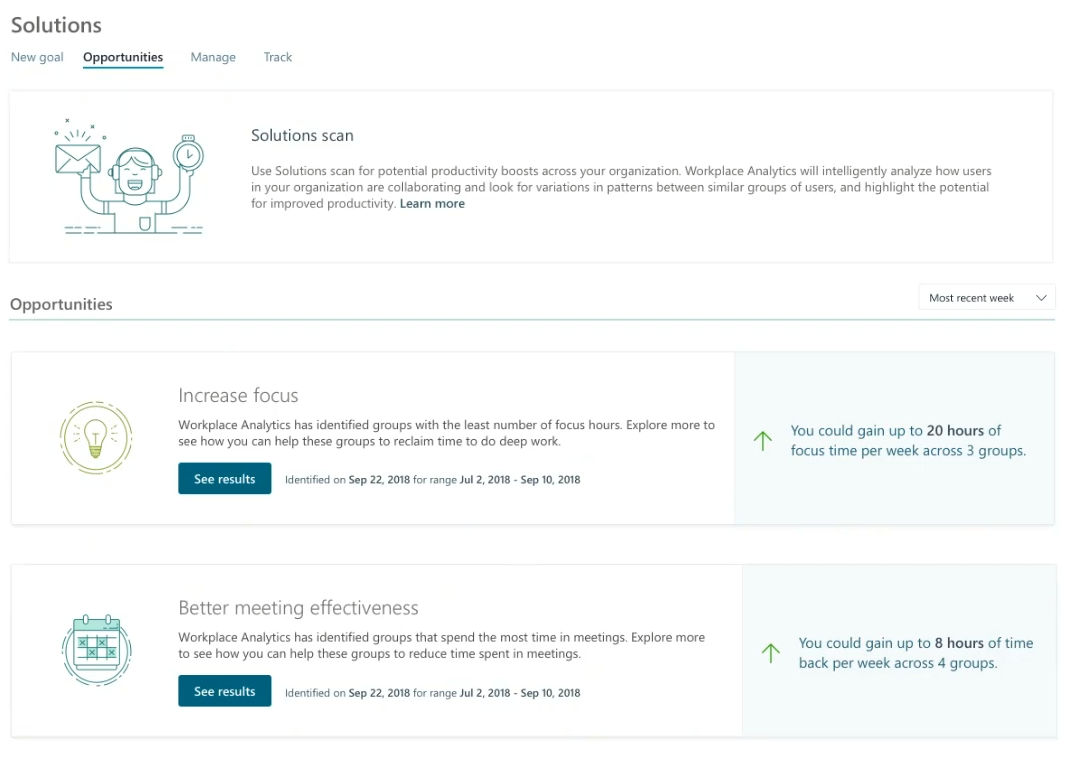 Solutions
New goal Opportunities Manage Track
Solutions scan
Use Solutions scan for potential productivity boosts across your organization. Workplace Analytics will intelligently analyze how users
in your organization are collaborating and look for variations in patterns between similar groups of users, and highlight the potential
for improved productivity. Learn more
Opportunities
Most recent week
Increase focus
Workplace Analytics has identified groups with the least number of focus hours. Explore more to
see how you can help these groups to reclaim time to do deep work.
See results Identified on Sep 22, 2018 for range Jul 2, 2018 - Sep 10, 2018
You could gain up to 20 hours of
focus time per week across 3 groups.
Better meeting effectiveness
Workplace Analytics has identified groups that spend the most time in meetings. Explore more
to see how you can help these groups to reduce time spent in meetings.
See results Identified on Sep 22, 2018 for range Jul 2, 2018 - Sep 10, 2018
You could gain up to 8 hours of time
back per week across 4 groups.